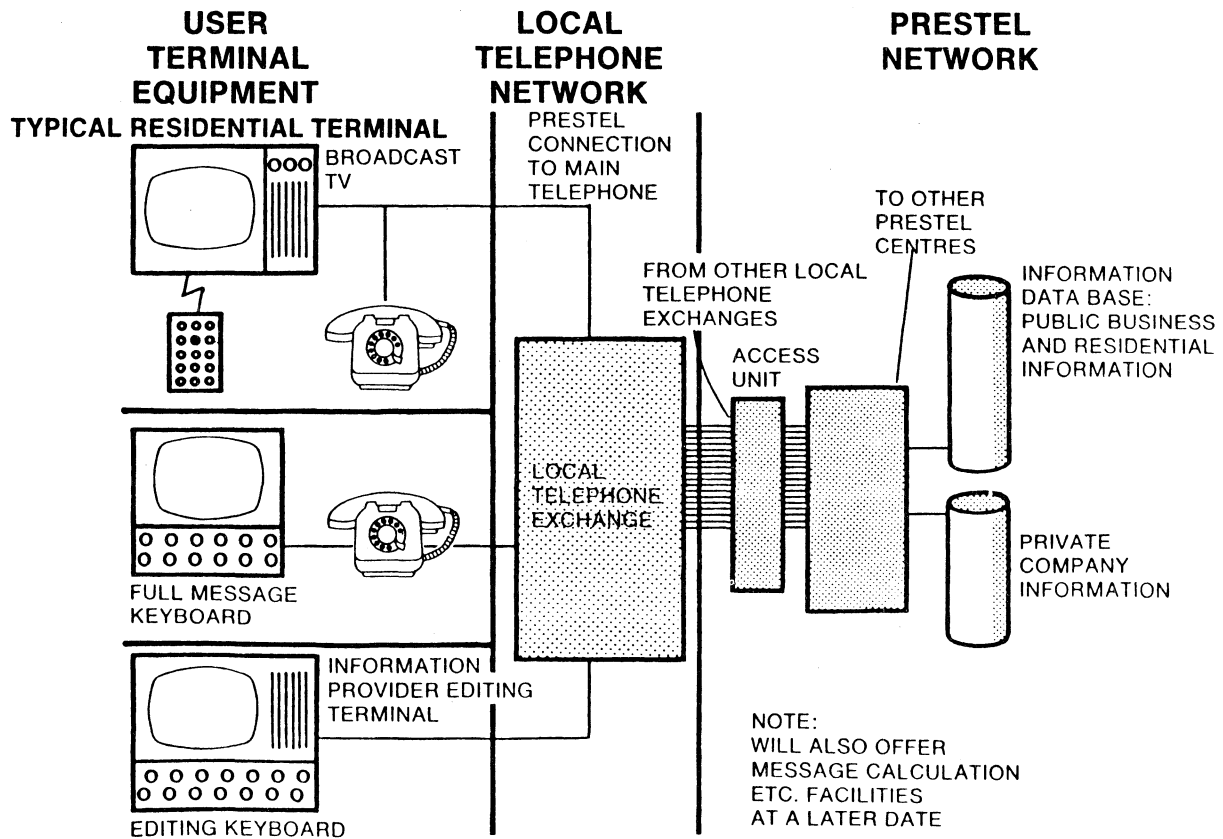 USER
TERMINAL
EQUIPMENT
LOCAL
TELEPHONE
NETWORK
PRESTEL
NETWORK
TYPICAL RESIDENTIAL TERMINAL
BROADCAST
TV
PRESTEL
CONNECTION
TO MAIN
TELEPHONE
TO OTHER
PRESTEL
CENTRES
FROM OTHER LOCAL
TELEPHONE
EXCHANGES
INFORMATION
DATA BASE:
PUBLIC BUSINESS
AND RESIDENTIAL
INFORMATION
ACCESS
UNIT
LOCAL
TELEPHONE
EXCHANGE
PRIVATE
COMPANY
INFORMATION
FULL MESSAGE
KEYBOARD
INFORMATION
PROVIDER EDITING
TERMINAL
EDITING KEYBOARD
NOTE:
WILL ALSO OFFER
MESSAGE CALCULATION
ETC. FACILITIES
AT A LATER DATE